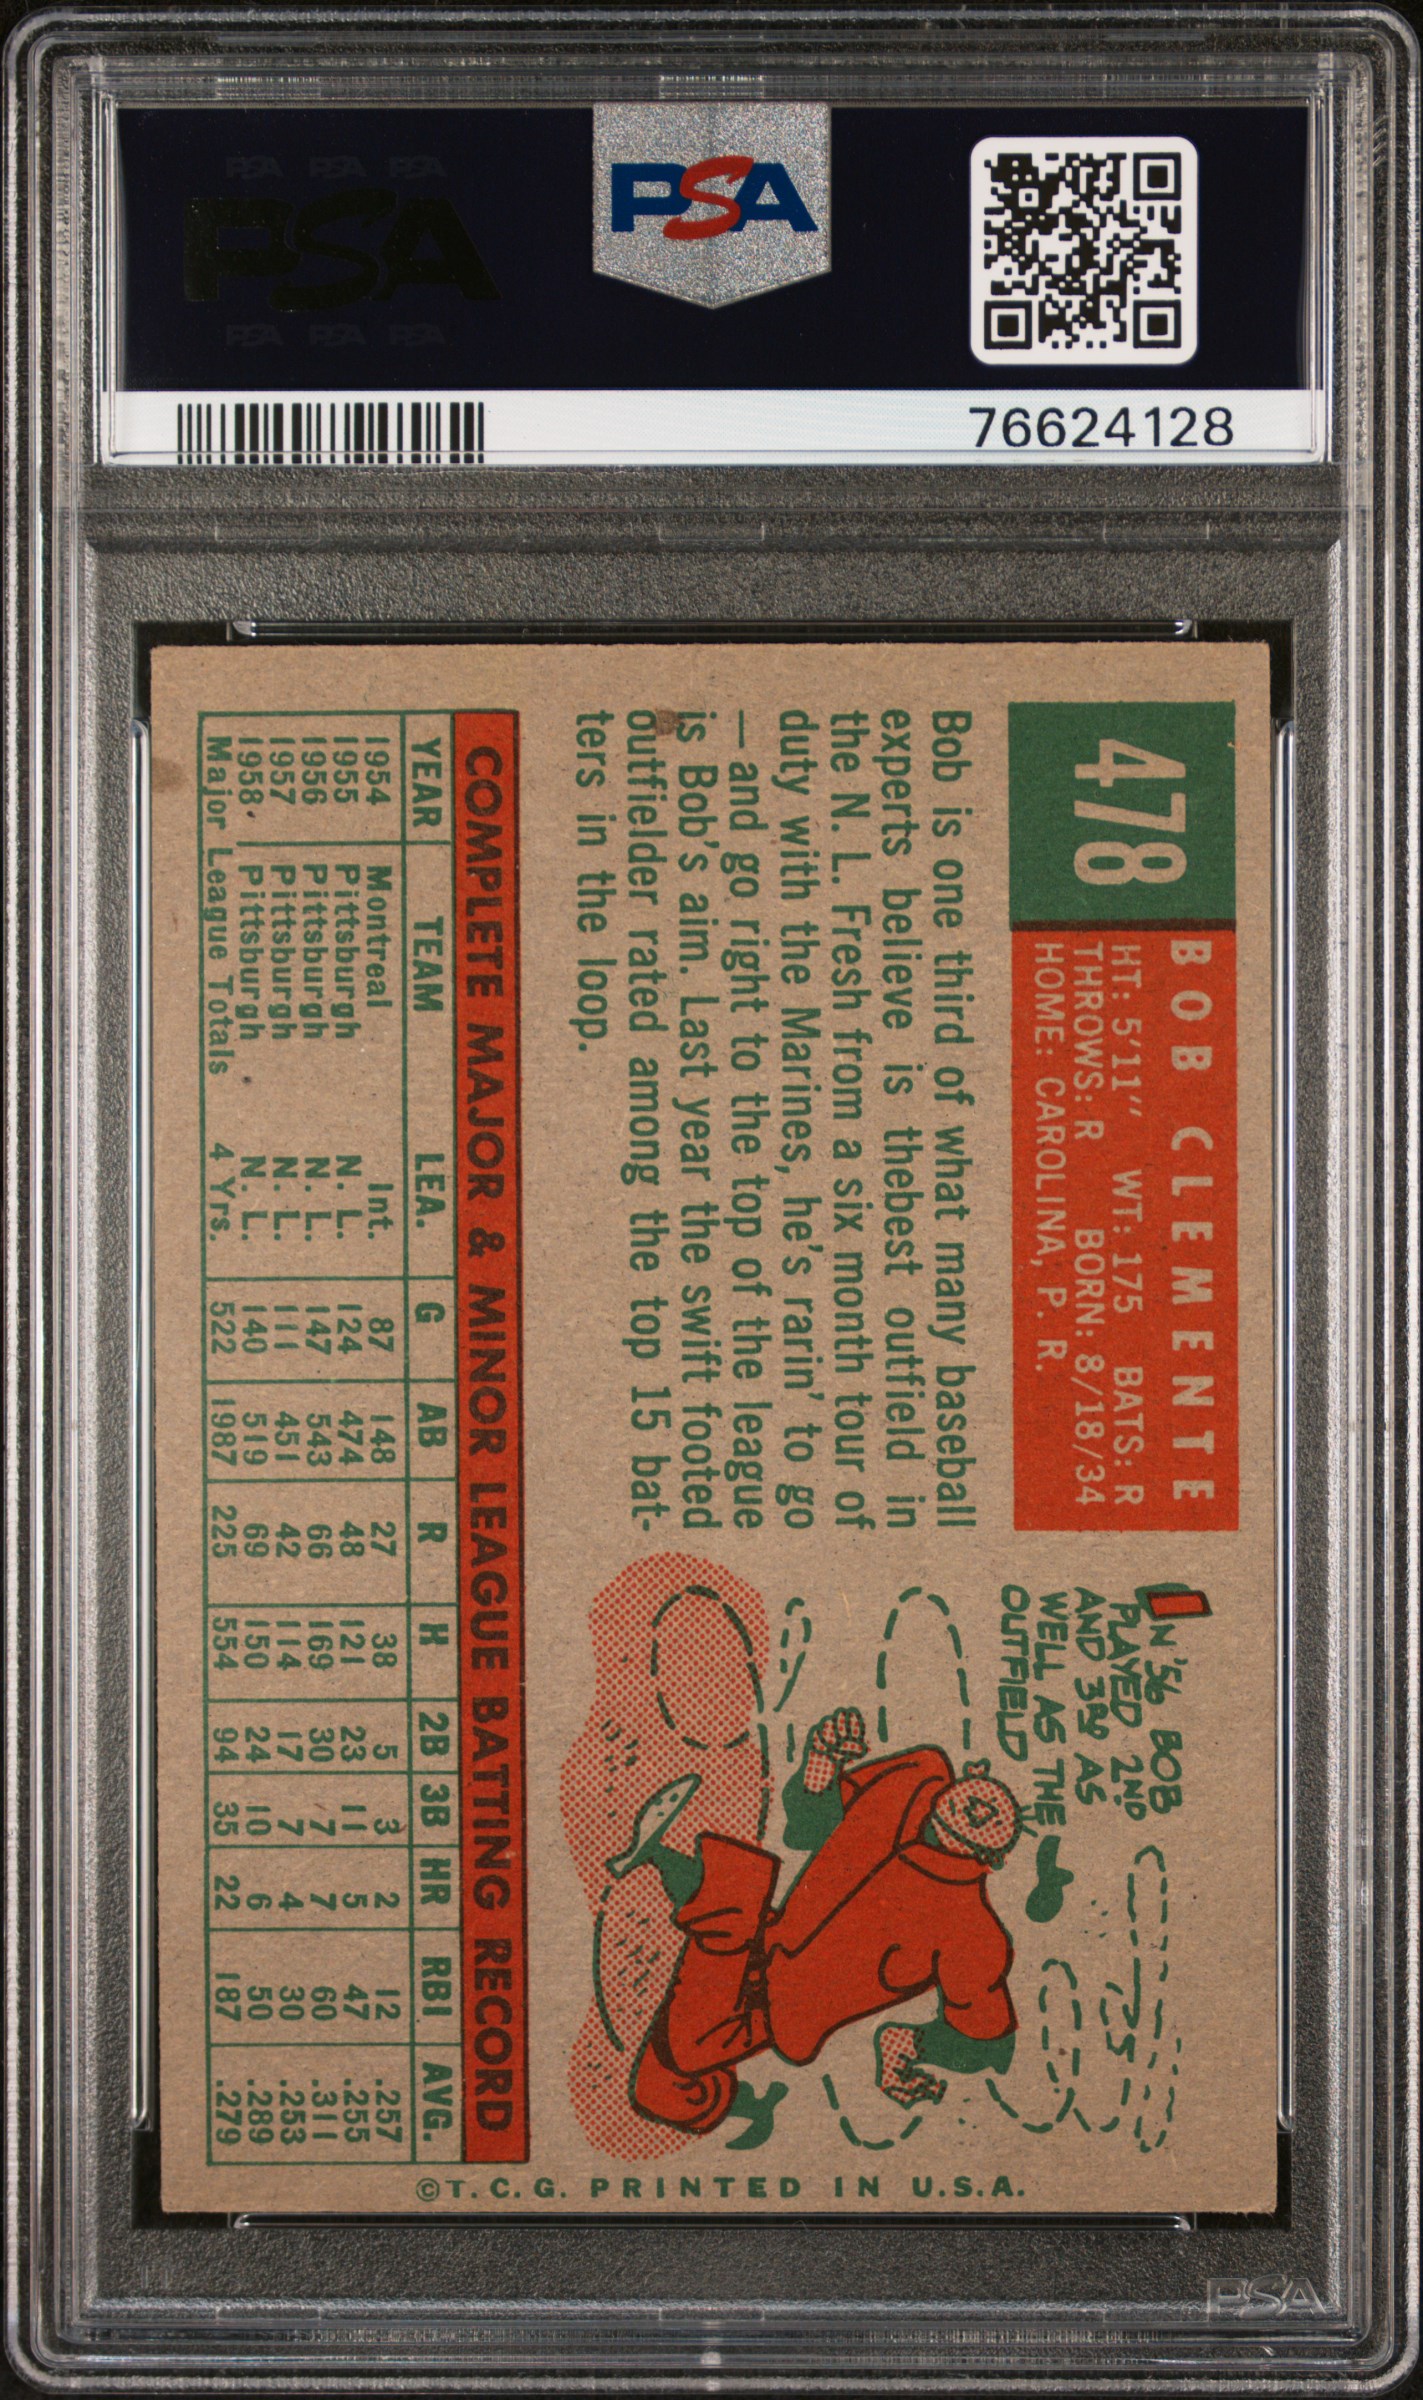 PSA PSA PSA
PSA
PSA PSA PSA
PSA
76624128
478
BOB CLEMENTE
HT: 5'11" WT: 175 BATS: R
THROWS: R BORN: 8/18/34
HOME: CAROLINA, P. R.
Bob is one third of what many baseball
experts believe is thebest outfield in
the N. L. Fresh from a six month tour of
duty with the Marines, he's rarin' to go
—and go right to the top of the league
is Bob's aim. Last year the swift footed
outfielder rated among the top 15 bat-
ters in the loop.
IN '56 BOB
PLAYED 2ND
AND 3RD AS
WELL AS THE
OUTFIELD
COMPLETE MAJOR & MINOR LEAGUE BATTING RECORD
YEAR TEAM LEA. G AB R H 2B 3B HR RBI AVG.
1954 Montreal Int. 87 148 27 38 5 3 2 12 .257
1955 Pittsburgh N. L. 124 474 48 121 23 11 5 47 .255
1956 Pittsburgh N. L. 147 543 66 169 30 7 7 60 .311
1957 Pittsburgh N. L. 111 451 42 114 17 7 4 30 .253
1958 Pittsburgh N. L. 140 519 69 150 24 10 6 50 .289
Major League Totals 4 Yrs. 522 1987 225 554 94 35 22 187 .279
©T. C. G. PRINTED IN U.S.A.
PSA